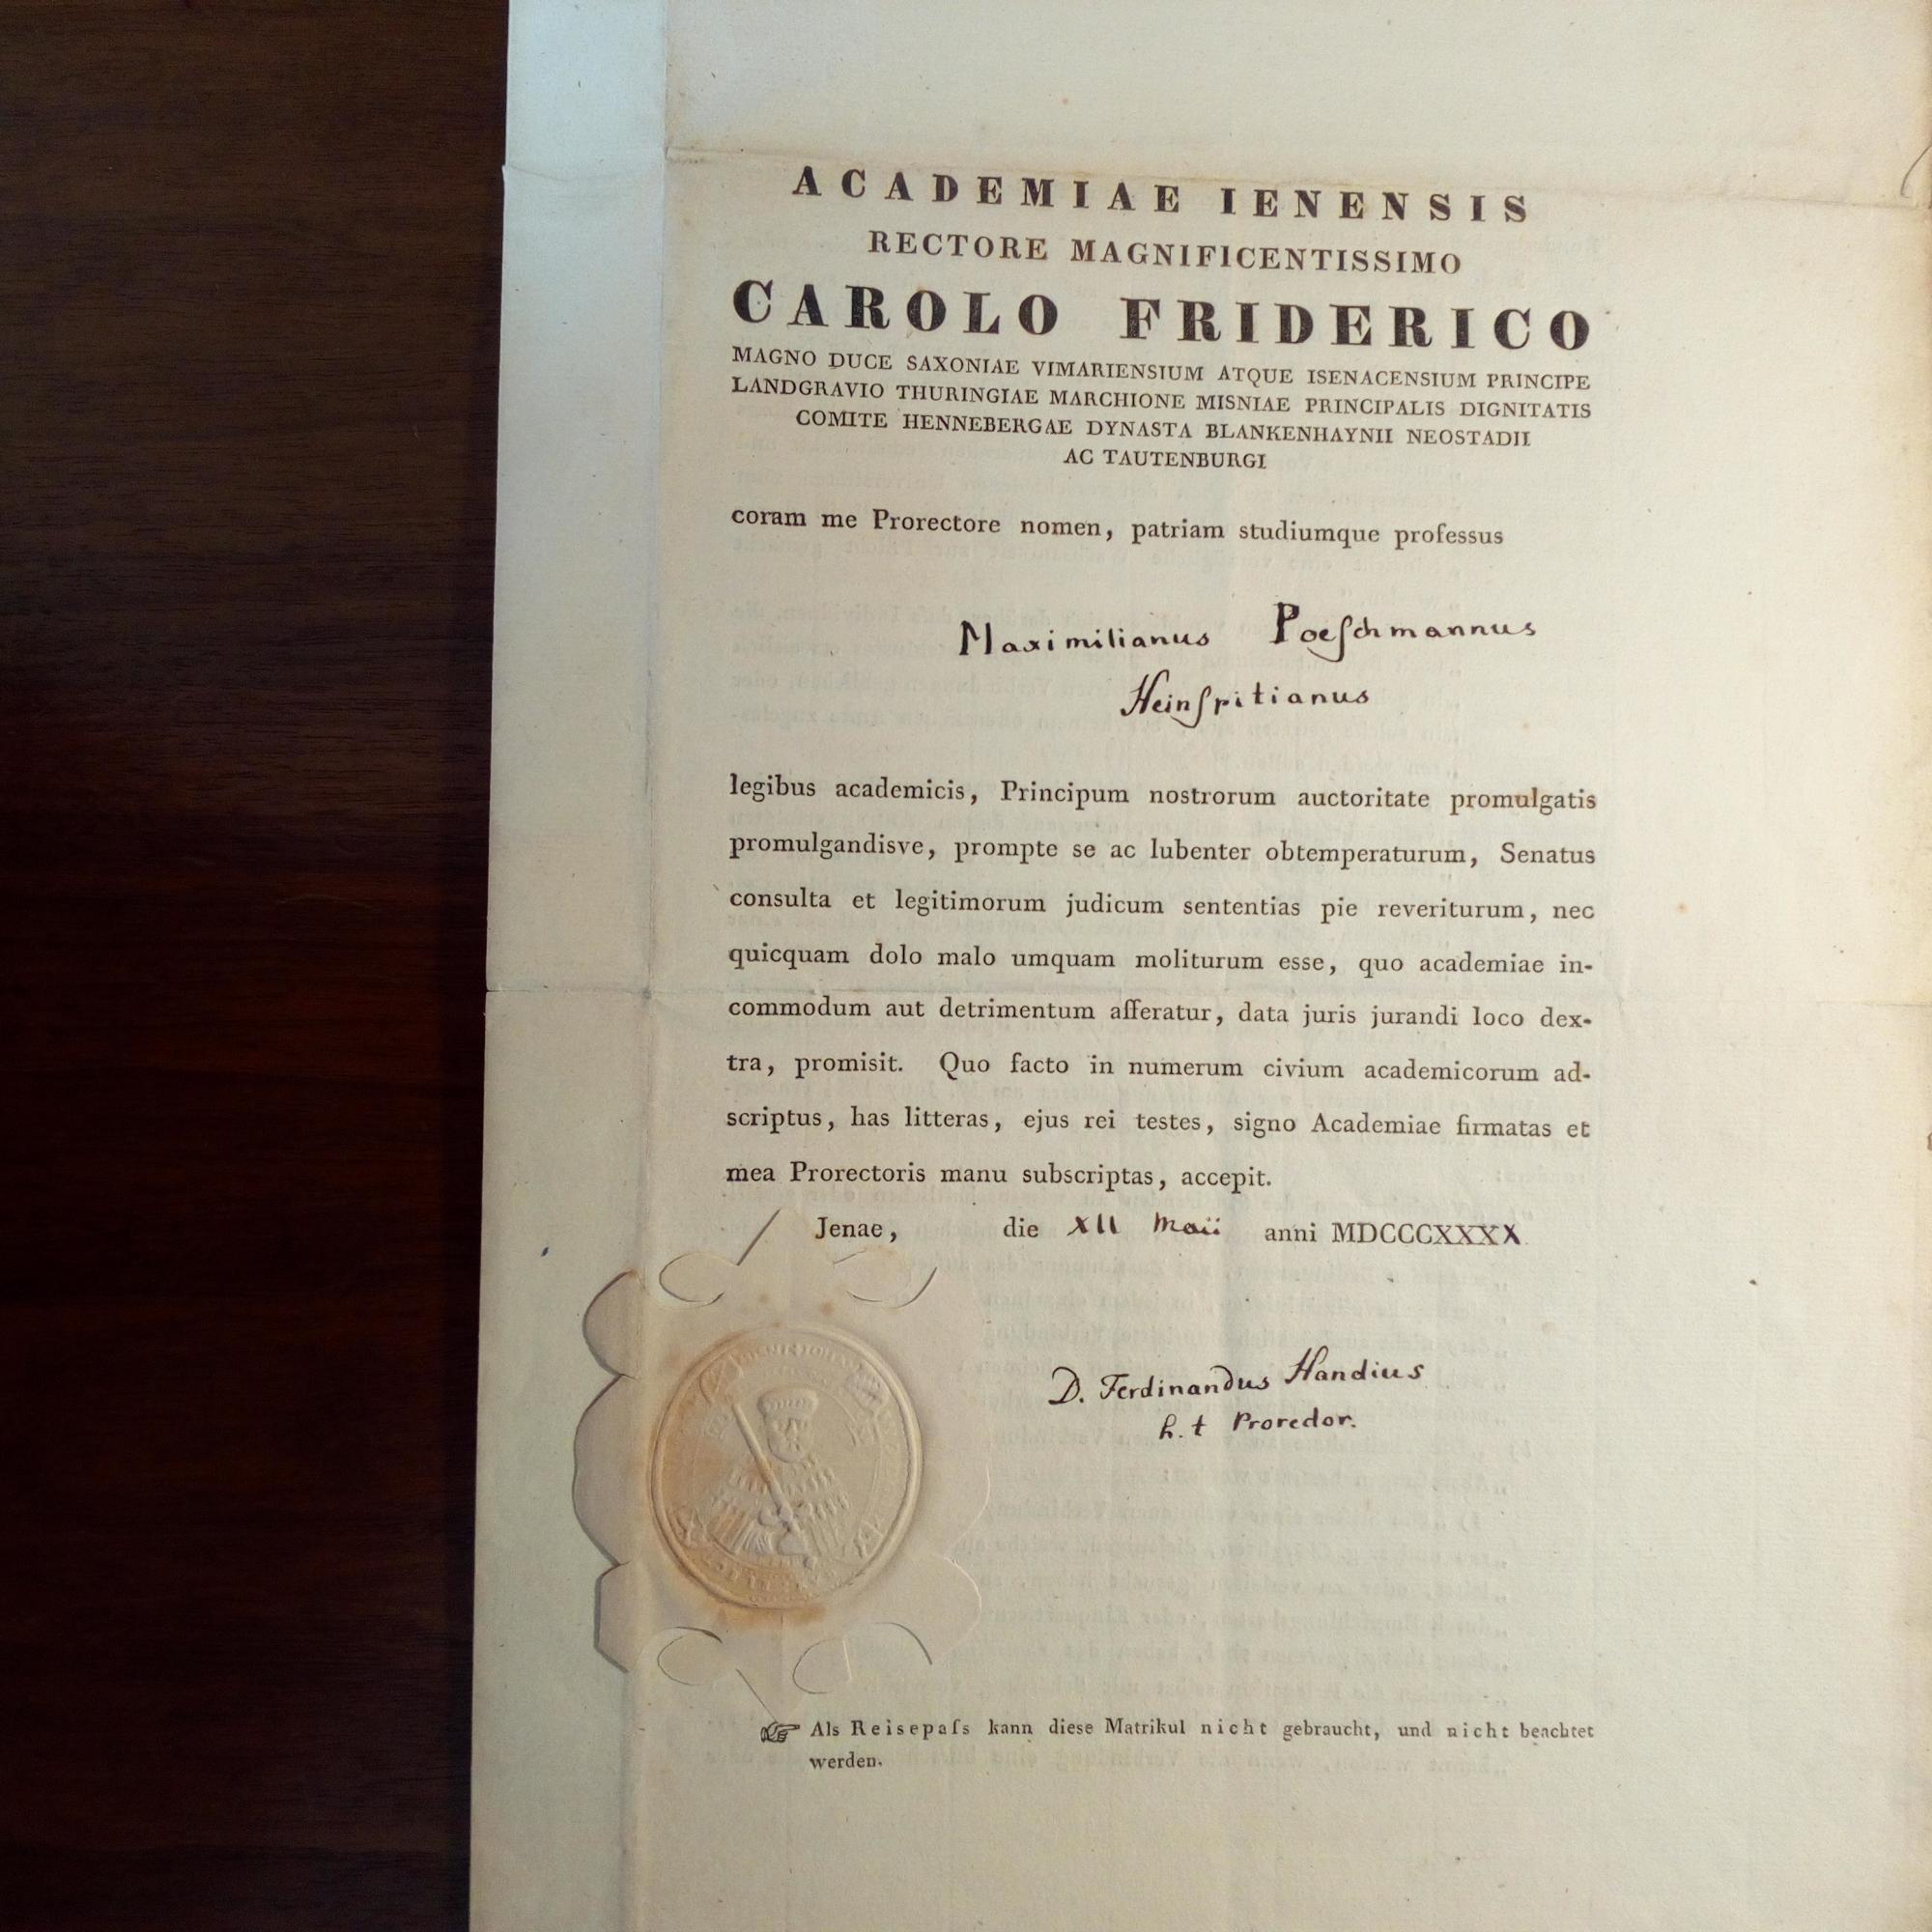 ACADEMIAE IENENSIS
RECTORE MAGNIFICENTISSIMO
CAROLO FRIDERICO
MAGNO DUCE SAXONIAE VIMARIENSIUM ATQUE ISENACENSIUM PRINCIPE
LANDGRAVIO THURINGIAE MARCHIONE MISNIAE PRINCIPALIS DIGNITATIS
COMITE HENNEBERGAE DYNASTA BLANKENHAYNII NEOSTADII
AC TAUTENBURGI
coram me Prorectore nomen, patriam studiumque professus
Maximilianus Poeſchmannus
Heinſpitianus
legibus academicis, Principum nostrorum auctoritate promulgatis
promulgandisve, prompte se ac lubenter obtemperaturum, Senatus
consulta et legitimorum judicum sententias pie reveriturum, nec
quicquam dolo malo umquam moliturum esse, quo academiae in-
commodum aut detrimentum afferatur, data juris jurandi loco dex-
tra, promisit. Quo facto in numerum civium academicorum ad-
scriptus, has litteras, ejus rei testes, signo Academiae firmatas et
mea Prorectoris manu subscriptas, accepit.
Jenae, die XII Maii anni MDCCCXXXX
D. Ferdinandus Handius
h. t Prorector.
☞ Als Reisepaſs kann diese Matrikul nicht gebraucht, und nicht beachtet
werden.